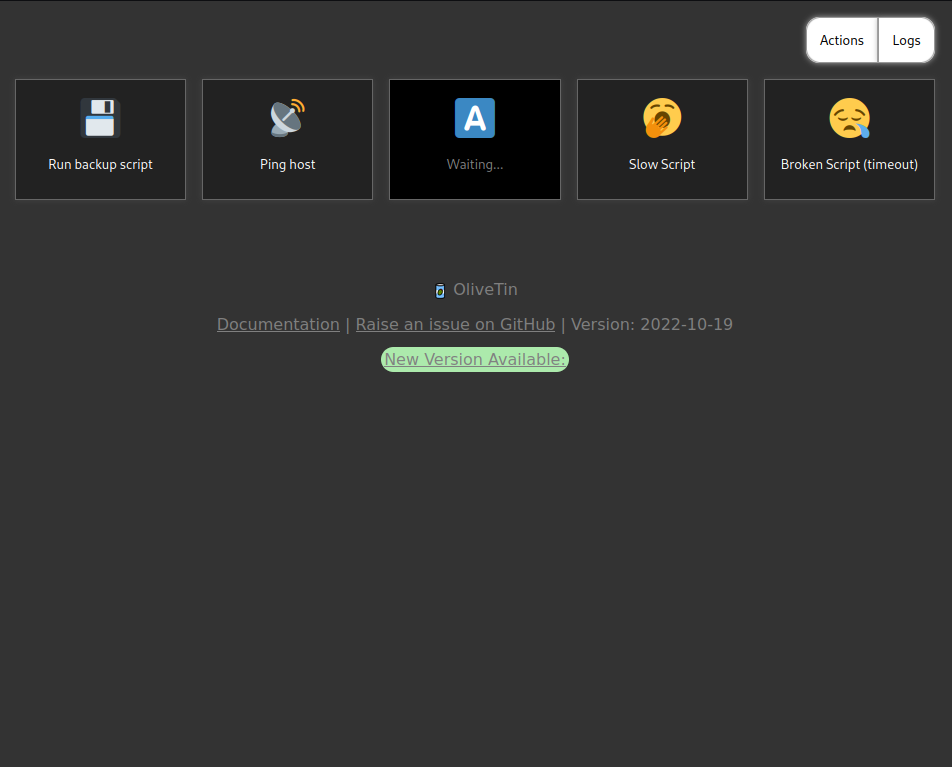 Actions Logs
Run backup script Ping host Waiting... Slow Script Broken Script (timeout)
OliveTin
Documentation | Raise an issue on GitHub | Version: 2022-10-19
New Version Available: